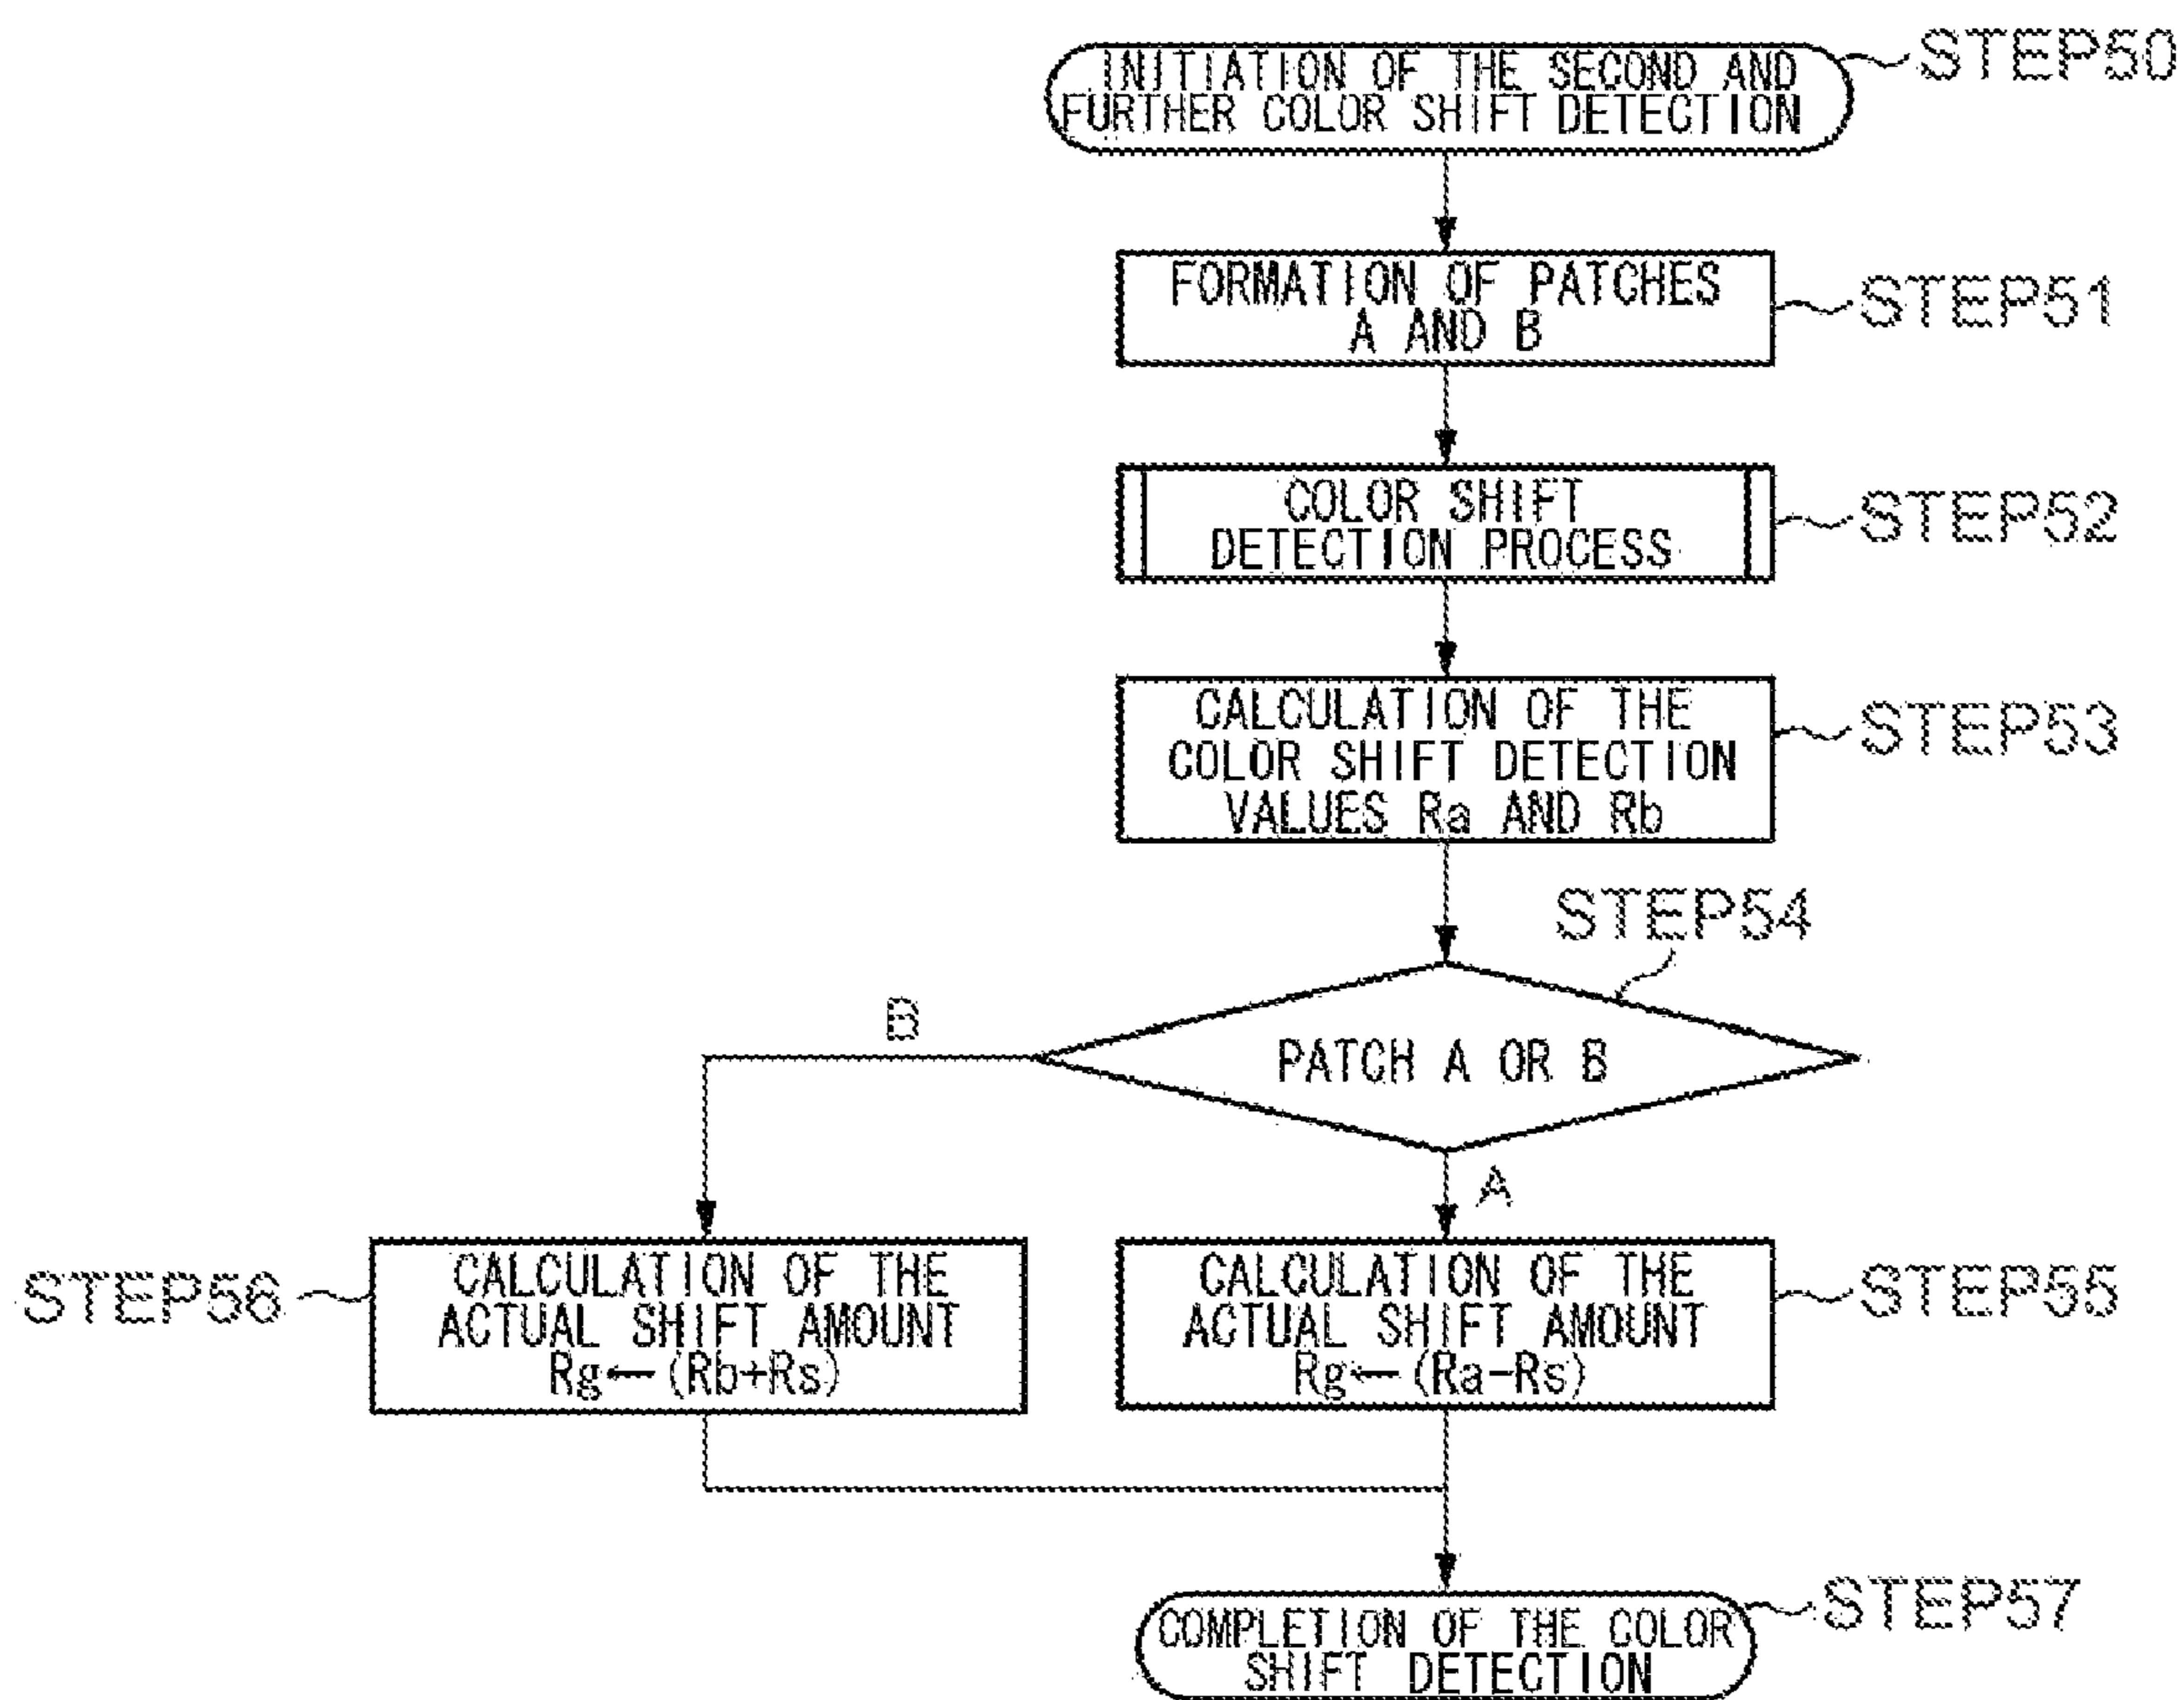 STEP50
INITIATION OF THE SECOND AND
FURTHER COLOR SHIFT DETECTION
FORMATION OF PATCHES
A AND B
STEP51
COLOR SHIFT
DETECTION PROCESS
STEP52
CALCULATION OF THE
COLOR SHIFT DETECTION
VALUES Ra AND Rb
STEP53
STEP54
PATCH A OR B
B
A
STEP56
CALCULATION OF THE
ACTUAL SHIFT AMOUNT
Rg←(Rb+Rs)
CALCULATION OF THE
ACTUAL SHIFT AMOUNT
Rg←(Ra−Rs)
STEP55
COMPLETION OF THE COLOR
SHIFT DETECTION
STEP57